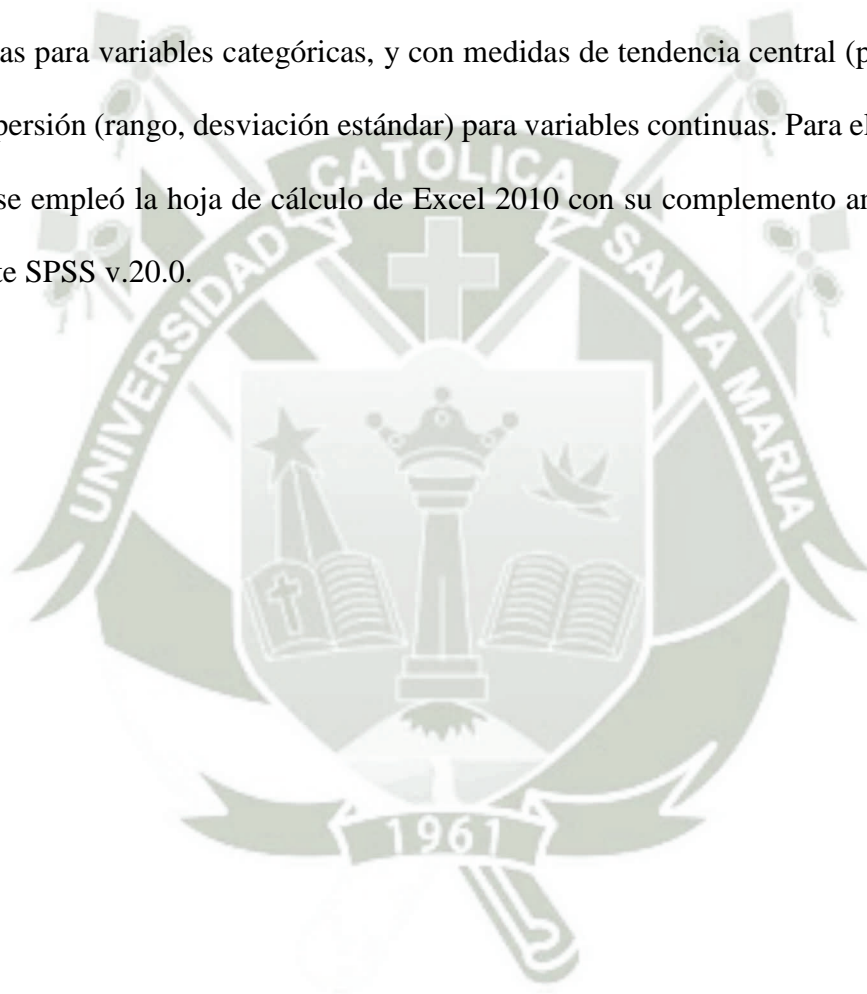 as para variables categóricas, y con medidas de tendencia central (p
persión (rango, desviación estándar) para variables continuas. Para el
se empleó la hoja de cálculo de Excel 2010 con su complemento an
te SPSS v.20.0.
UNIVERSIDAD CATOLICA SANTA MARIA
1961